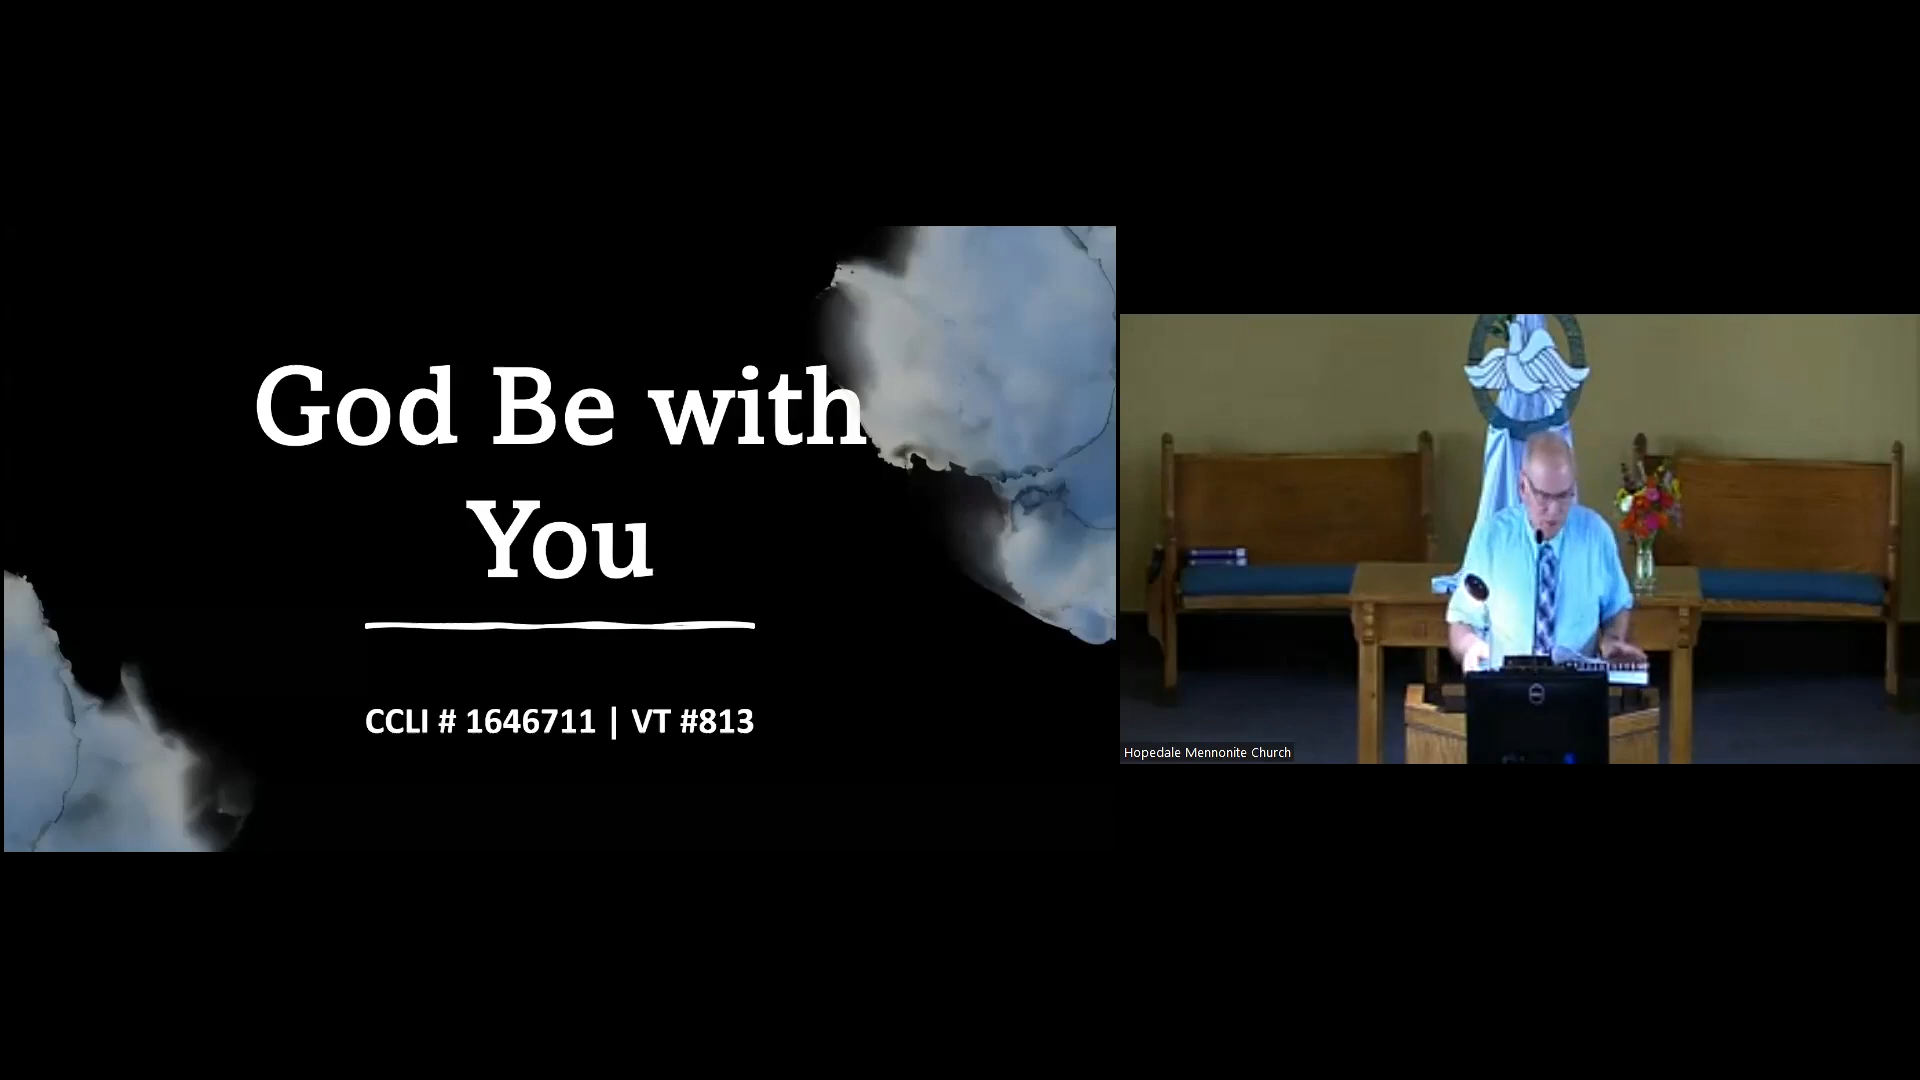 God Be with
You
CCLI # 1646711 | VT #813
Hopedale Mennonite Church